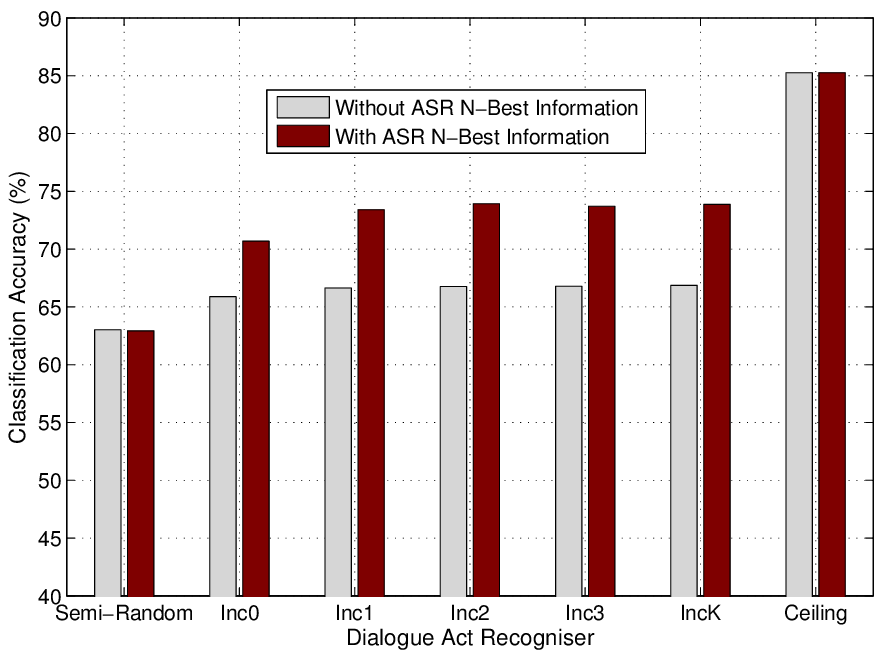 90
85
80
75
70
65
60
55
50
45
40
Classification Accuracy (%)
Without ASR N−Best Information
With ASR N−Best Information
Semi−Random Inc0 Inc1 Inc2 Inc3 IncK Ceiling
Dialogue Act Recogniser